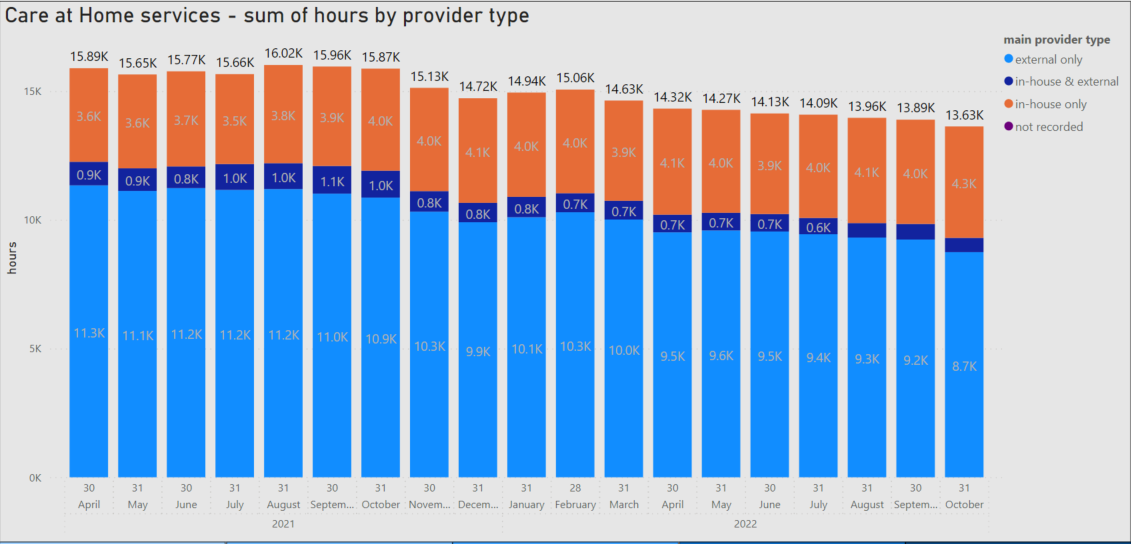 Care at Home services - sum of hours by provider type
main provider type
external only
in-house & external
in-house only
not recorded
15.89K 15.65K 15.77K 15.66K 16.02K 15.96K 15.87K 15.13K 14.72K 14.94K 15.06K 14.63K 14.32K 14.27K 14.13K 14.09K 13.96K 13.89K 13.63K
15K
3.6K 3.6K 3.7K 3.5K 3.8K 3.9K 4.0K 4.0K 4.1K 4.0K 4.0K 3.9K 4.1K 4.0K 3.9K 4.0K 4.1K 4.0K 4.3K
0.9K 0.9K 0.8K 1.0K 1.0K 1.1K 1.0K 0.8K 0.8K 0.8K 0.7K 0.7K 0.7K 0.7K 0.7K 0.6K
10K
hours
11.3K 11.1K 11.2K 11.2K 11.2K 11.0K 10.9K 10.3K 9.9K 10.1K 10.3K 10.0K 9.5K 9.6K 9.5K 9.4K 9.3K 9.2K 8.7K
5K
0K
30 31 30 31 31 30 31 30 31 31 28 31 30 31 30 31 31 30 31
April May June July August Septem... October Novem... Decem... January February March April May June July August Septem... October
2021 2022